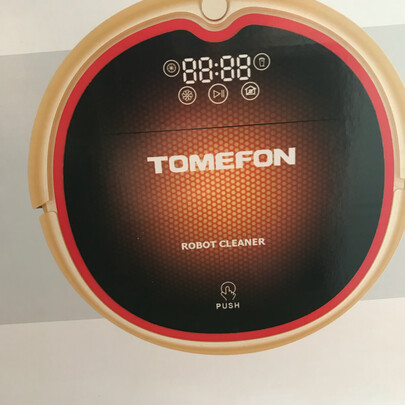 88:88
TOMEFON
ROBOT CLEANER
PUSH